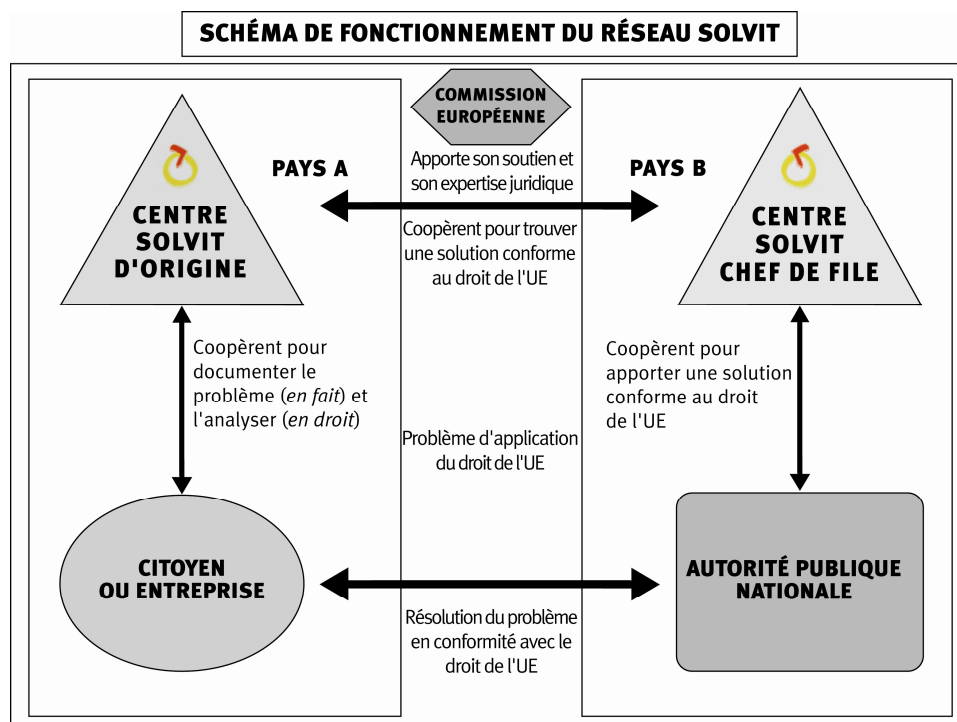 SCHÉMA DE FONCTIONNEMENT DU RÉSEAU SOLVIT
COMMISSION
EUROPÉENNE
PAYS A
Apporte son soutien et
son expertise juridique
PAYS B
CENTRE
SOLVIT
D'ORIGINE
Coopèrent pour trouver
une solution conforme
au droit de l'UE
CENTRE
SOLVIT
CHEF DE FILE
Coopèrent pour
documenter le
problème (en fait) et
l'analyser (en droit)
Coopèrent pour
apporter une solution
conforme au droit
de l'UE
Problème d'application
du droit de l'UE
CITOYEN
OU ENTREPRISE
AUTORITÉ PUBLIQUE
NATIONALE
Résolution du problème
en conformité avec le
droit de l'UE